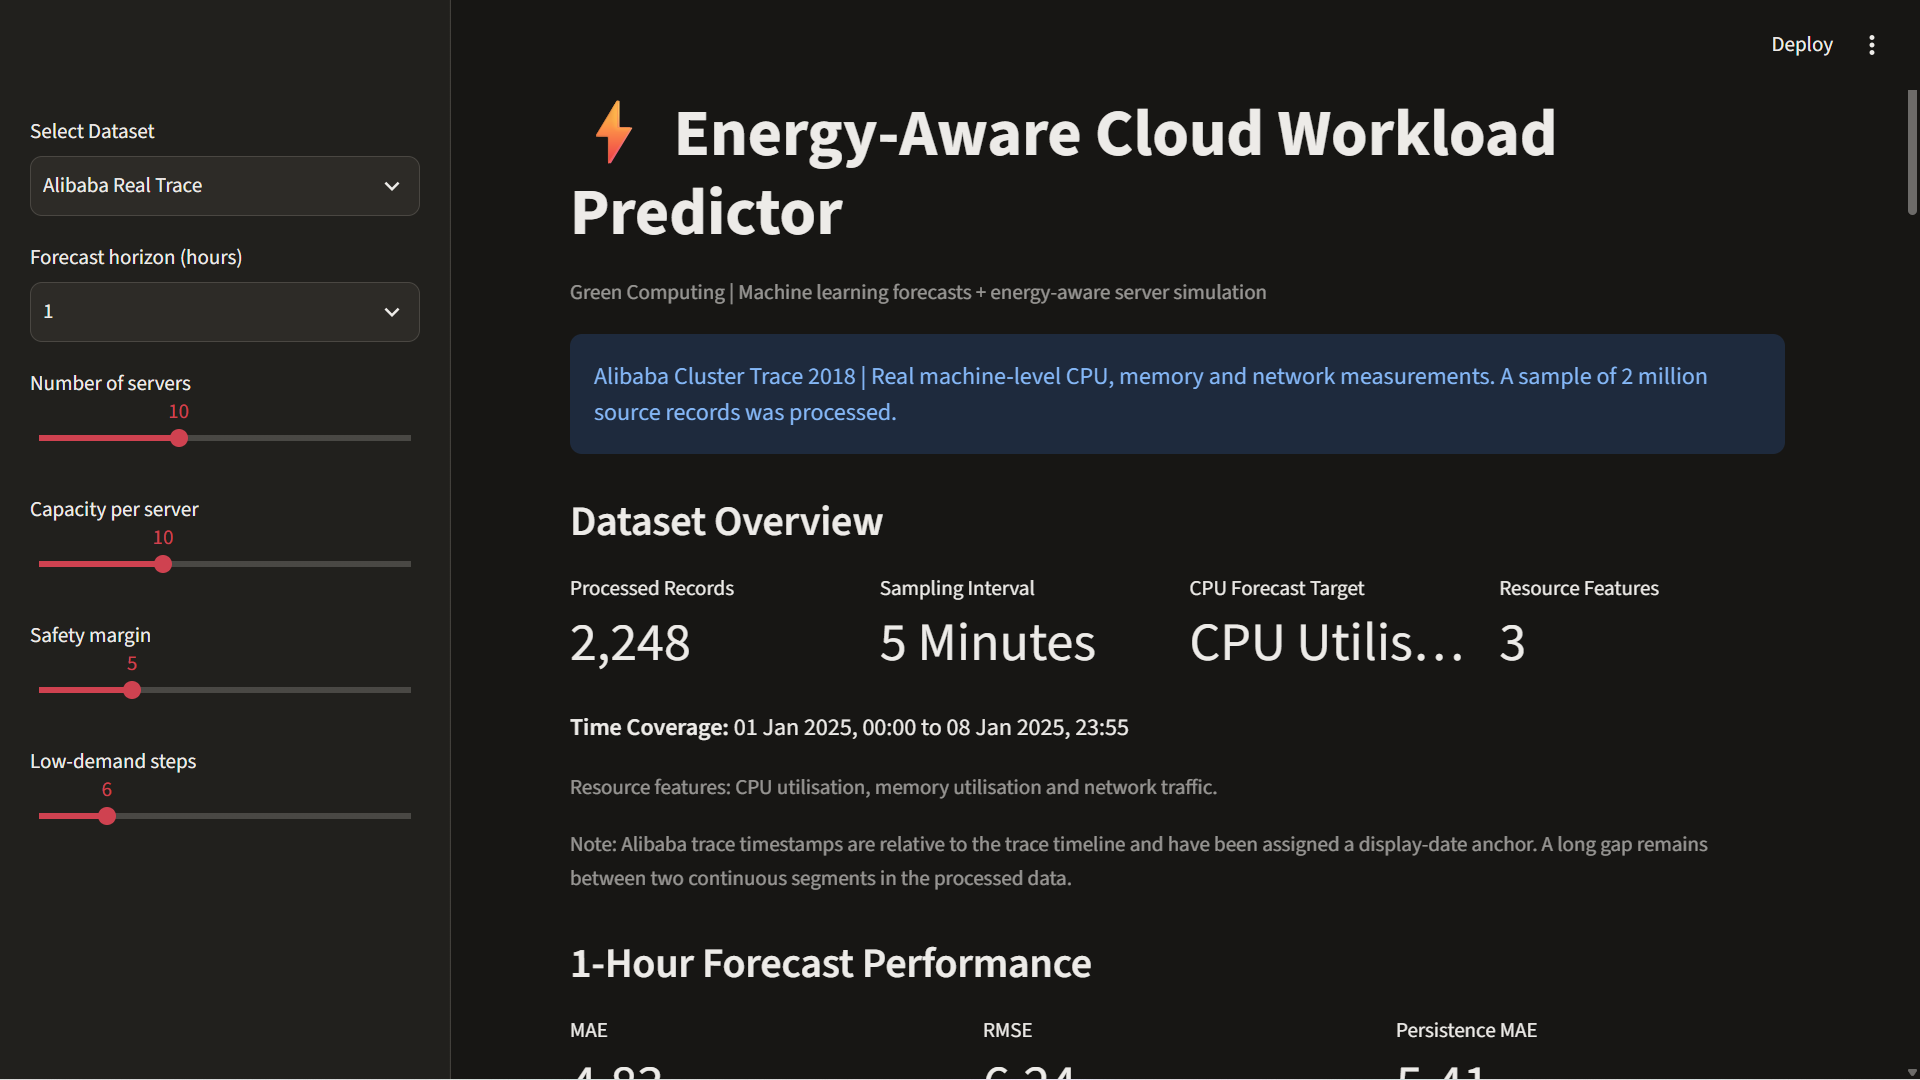 Deploy
Select Dataset
Alibaba Real Trace
Forecast horizon (hours)
1
Number of servers
10
Capacity per server
10
Safety margin
5
Low-demand steps
6
Energy-Aware Cloud Workload
Predictor
Green Computing | Machine learning forecasts + energy-aware server simulation
Alibaba Cluster Trace 2018 | Real machine-level CPU, memory and network measurements. A sample of 2 million
source records was processed.
Dataset Overview
Processed Records
2,248
Sampling Interval
5 Minutes
CPU Forecast Target
CPU Utilis…
Resource Features
3
Time Coverage: 01 Jan 2025, 00:00 to 08 Jan 2025, 23:55
Resource features: CPU utilisation, memory utilisation and network traffic.
Note: Alibaba trace timestamps are relative to the trace timeline and have been assigned a display-date anchor. A long gap remains
between two continuous segments in the processed data.
1-Hour Forecast Performance
MAE
RMSE
Persistence MAE